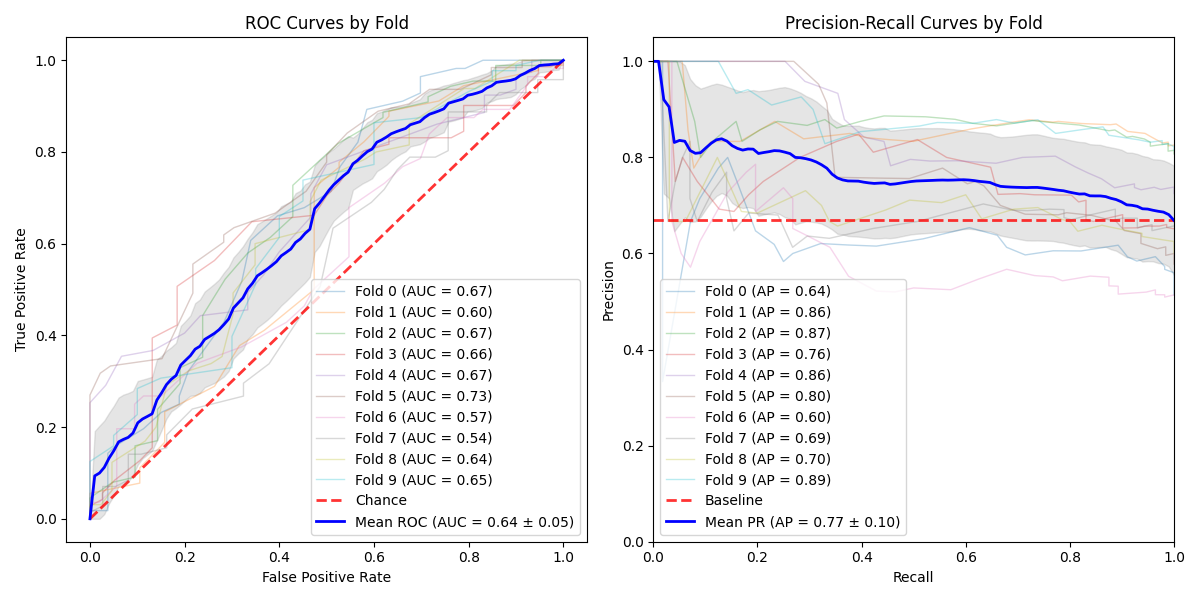 ROC Curves by Fold
True Positive Rate
1.0
0.8
0.6
0.4
0.2
0.0
Fold 0 (AUC = 0.67)
Fold 1 (AUC = 0.60)
Fold 2 (AUC = 0.67)
Fold 3 (AUC = 0.66)
Fold 4 (AUC = 0.67)
Fold 5 (AUC = 0.73)
Fold 6 (AUC = 0.57)
Fold 7 (AUC = 0.54)
Fold 8 (AUC = 0.64)
Fold 9 (AUC = 0.65)
Chance
Mean ROC (AUC = 0.64 ± 0.05)
0.0 0.2 0.4 0.6 0.8 1.0
False Positive Rate
Precision-Recall Curves by Fold
Precision
1.0
0.8
0.6
0.4
0.2
0.0
Fold 0 (AP = 0.64)
Fold 1 (AP = 0.86)
Fold 2 (AP = 0.87)
Fold 3 (AP = 0.76)
Fold 4 (AP = 0.86)
Fold 5 (AP = 0.80)
Fold 6 (AP = 0.60)
Fold 7 (AP = 0.69)
Fold 8 (AP = 0.70)
Fold 9 (AP = 0.89)
Baseline
Mean PR (AP = 0.77 ± 0.10)
0.0 0.2 0.4 0.6 0.8 1.0
Recall